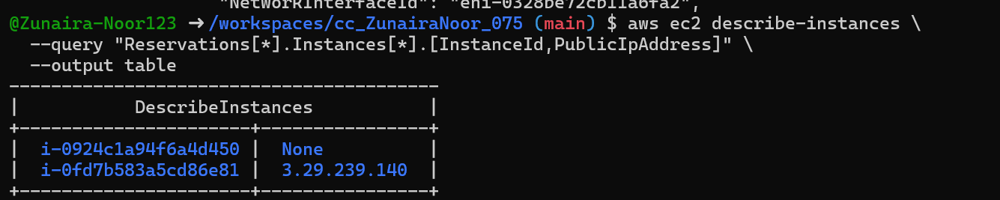 "NetworkInterfaceId": "eni-0328be72cb11a6fa2",
@Zunaira-Noor123 ➜/workspaces/cc_ZunairaNoor_075 (main) $ aws ec2 describe-instances \
  --query "Reservations[*].Instances[*].[InstanceId,PublicIpAddress]" \
  --output table
-----------------------------------------
|           DescribeInstances           |
+----------------------+----------------+
|  i-0924c1a94f6a4d450 |  None          |
|  i-0fd7b583a5cd86e81 |  3.29.239.140  |
+----------------------+----------------+